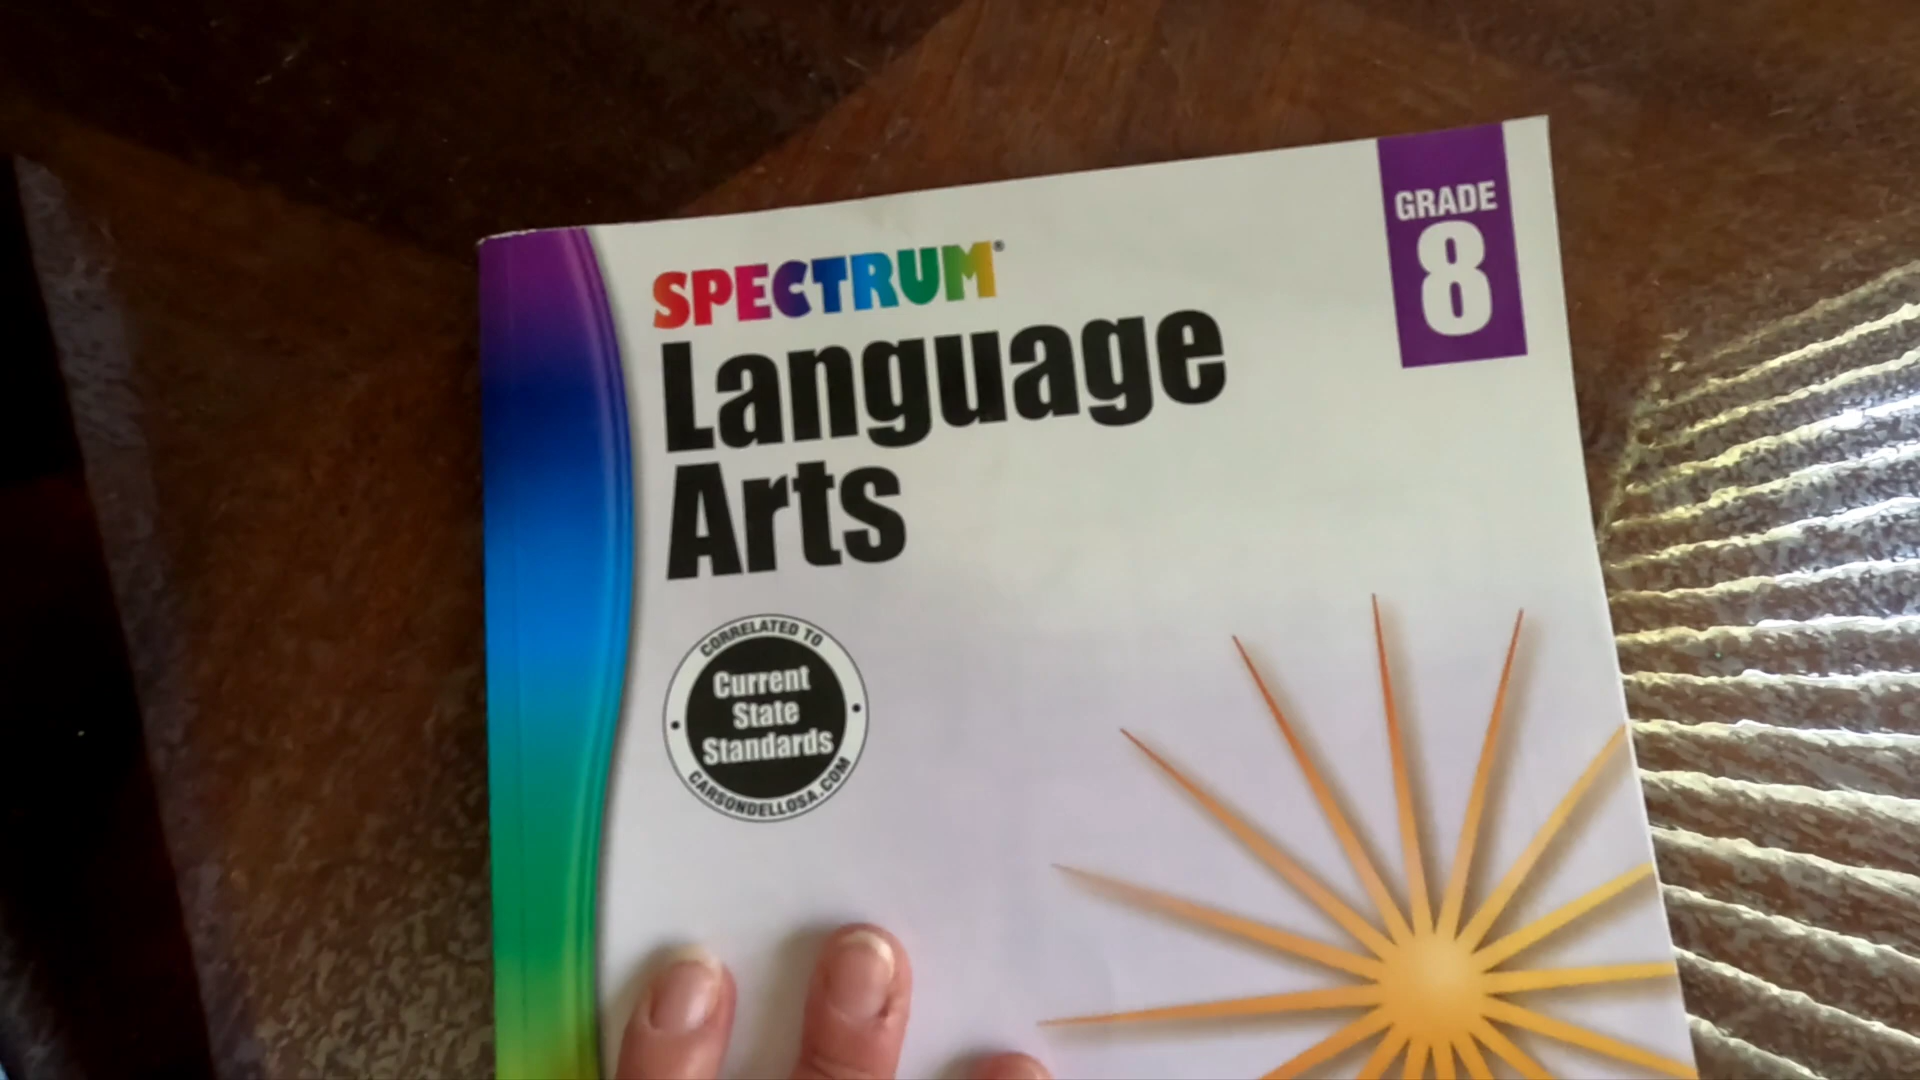 SPECTRUM®
Language
Arts
GRADE
8
CORRELATED TO
Current
State
Standards
CARSONDELLOSA.COM